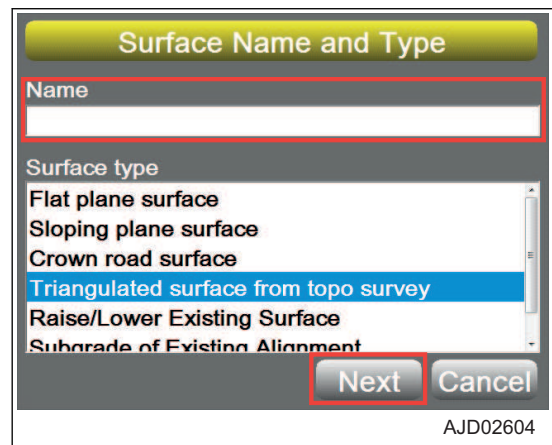 Surface Name and Type
Name
Surface type
Flat plane surface
Sloping plane surface
Crown road surface
Triangulated surface from topo survey
Raise/Lower Existing Surface
Subgrade of Existing Alignment
Next Cancel
AJD02604